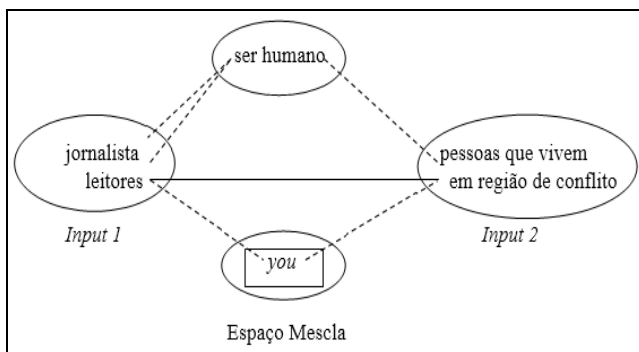 ser humano
jornalista
leitores
Input 1
pessoas que vivem
em região de conflito
Input 2
you
Espaço Mescla